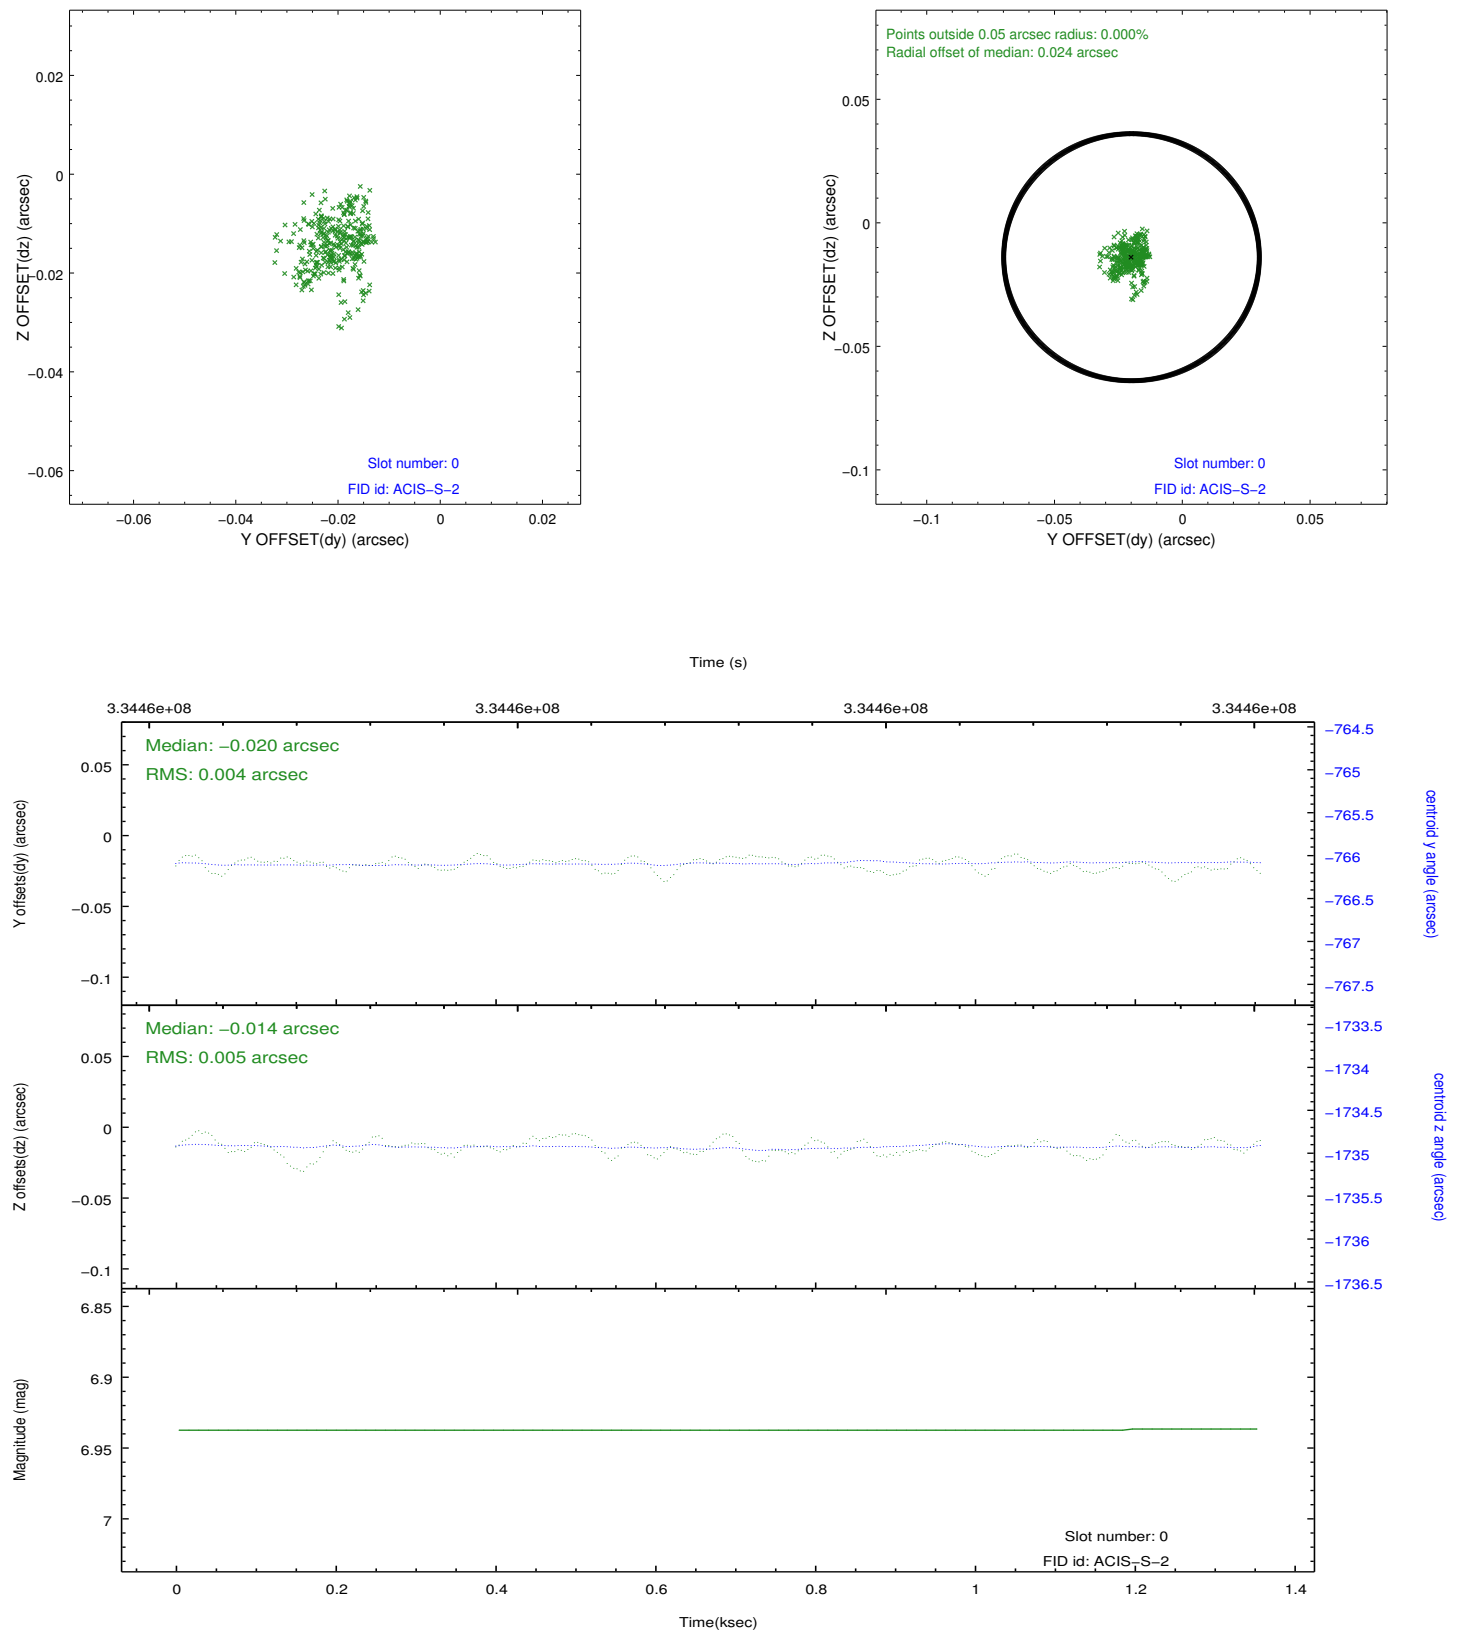 0.02
0
−0.02
−0.04
−0.06
Z OFFSET(dz) (arcsec)
Slot number: 0
FID id: ACIS−S−2
−0.06
−0.04
−0.02
0
0.02
Y OFFSET(dy) (arcsec)
Points outside 0.05 arcsec radius: 0.000%
Radial offset of median: 0.024 arcsec
0.05
0
−0.05
−0.1
Z OFFSET(dz) (arcsec)
Slot number: 0
FID id: ACIS−S−2
−0.1
−0.05
0
0.05
Y OFFSET(dy) (arcsec)
Time (s)
3.3446e+08
3.3446e+08
3.3446e+08
3.3446e+08
Median: −0.020 arcsec
RMS: 0.004 arcsec
0.05
0
−0.05
−0.1
Y offsets(dy) (arcsec)
−764.5
−765
−765.5
−766
−766.5
−767
−767.5
centroid y angle (arcsec)
Median: −0.014 arcsec
RMS: 0.005 arcsec
0.05
0
−0.05
−0.1
Z offsets(dz) (arcsec)
−1733.5
−1734
−1734.5
−1735
−1735.5
−1736
−1736.5
centroid z angle (arcsec)
6.85
6.9
6.95
7
Magnitude (mag)
Slot number: 0
FID id: ACIS−S−2
0
0.2
0.4
0.6
0.8
1
1.2
1.4
Time(ksec)